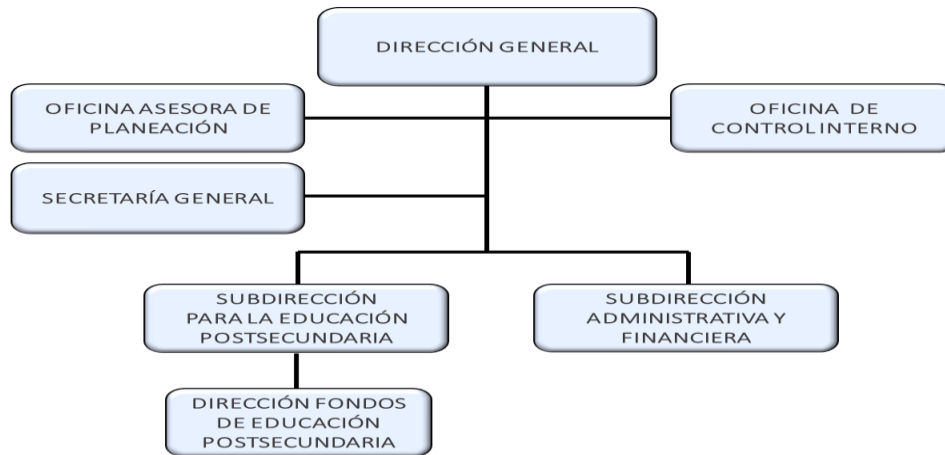 DIRECCIÓN GENERAL
OFICINA ASESORA DE
PLANEACIÓN
OFICINA DE
CONTROL INTERNO
SECRETARÍA GENERAL
SUBDIRECCIÓN
PARA LA EDUCACIÓN
POSTSECUNDARIA
SUBDIRECCIÓN
ADMINISTRATIVA Y
FINANCIERA
DIRECCIÓN FONDOS
DE EDUCACIÓN
POSTSECUNDARIA